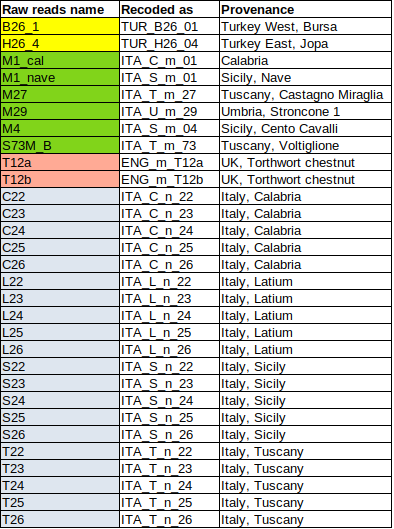 Raw reads name Recoded as Provenance
B26_1 TUR_B26_01 Turkey West, Bursa
H26_4 TUR_H26_04 Turkey East, Jopa
M1_cal ITA_C_m_01 Calabria
M1_nave ITA_S_m_01 Sicily, Nave
M27 ITA_T_m_27 Tuscany, Castagno Miraglia
M29 ITA_U_m_29 Umbria, Stroncone 1
M4 ITA_S_m_04 Sicily, Cento Cavalli
S73M_B ITA_T_m_73 Tuscany, Voltiglione
T12a ENG_m_T12a UK, Torthwort chestnut
T12b ENG_m_T12b UK, Torthwort chestnut
C22 ITA_C_n_22 Italy, Calabria
C23 ITA_C_n_23 Italy, Calabria
C24 ITA_C_n_24 Italy, Calabria
C25 ITA_C_n_25 Italy, Calabria
C26 ITA_C_n_26 Italy, Calabria
L22 ITA_L_n_22 Italy, Latium
L23 ITA_L_n_23 Italy, Latium
L24 ITA_L_n_24 Italy, Latium
L25 ITA_L_n_25 Italy, Latium
L26 ITA_L_n_26 Italy, Latium
S22 ITA_S_n_22 Italy, Sicily
S23 ITA_S_n_23 Italy, Sicily
S24 ITA_S_n_24 Italy, Sicily
S25 ITA_S_n_25 Italy, Sicily
S26 ITA_S_n_26 Italy, Sicily
T22 ITA_T_n_22 Italy, Tuscany
T23 ITA_T_n_23 Italy, Tuscany
T24 ITA_T_n_24 Italy, Tuscany
T25 ITA_T_n_25 Italy, Tuscany
T26 ITA_T_n_26 Italy, Tuscany